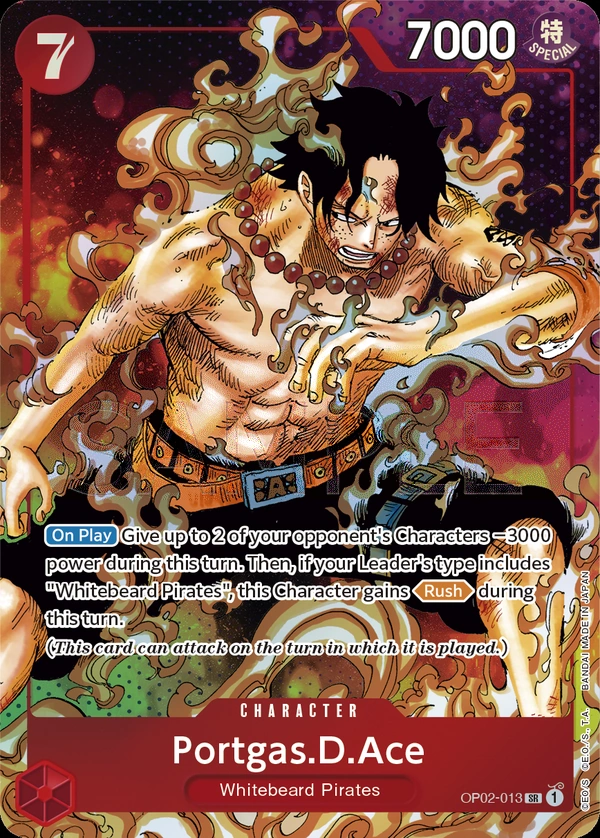 7
7000
特
SPECIAL
SAMPLE
On Play Give up to 2 of your opponent's Characters −3000
power during this turn. Then, if your Leader's type includes
"Whitebeard Pirates", this Character gains Rush during
this turn.
(This card can attack on the turn in which it is played.)
A
CHARACTER
Portgas.D.Ace
Whitebeard Pirates
OP02-013 SR 1
CEO/S CE.O./S., T.A. BANDAI MADE IN JAPAN